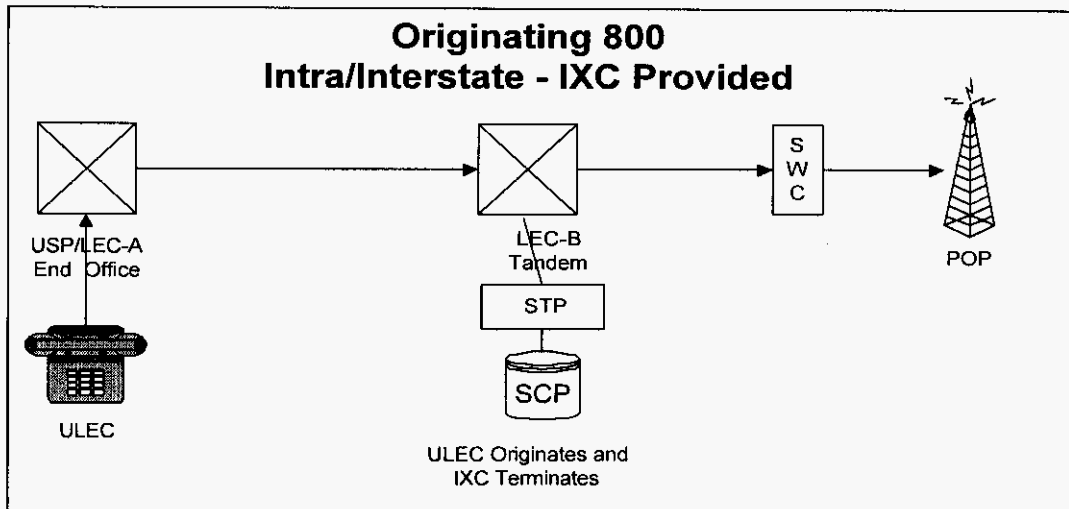 Originating 800
Intra/Interstate - IXC Provided
S
W
C
USP/LEC-A
End Office
LEC-B
Tandem
POP
STP
SCP
ULEC
ULEC Originates and
IXC Terminates